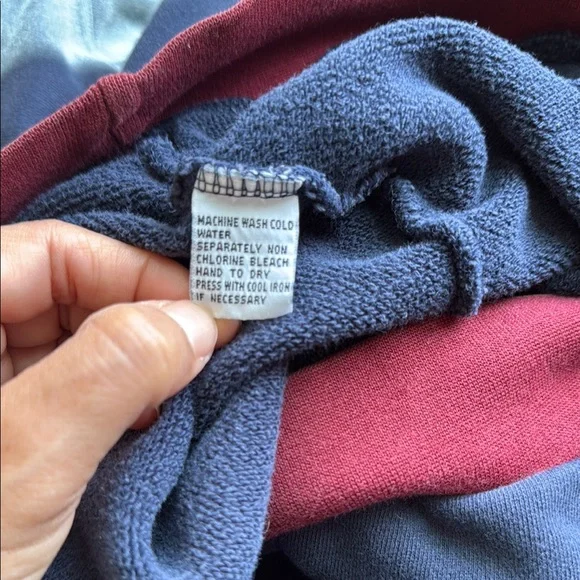 MACHINE WASH COLD
WATER
SEPARATELY NON
CHLORINE BLEACH
HAND TO DRY
PRESS WITH COOL IRON
IF NECESSARY